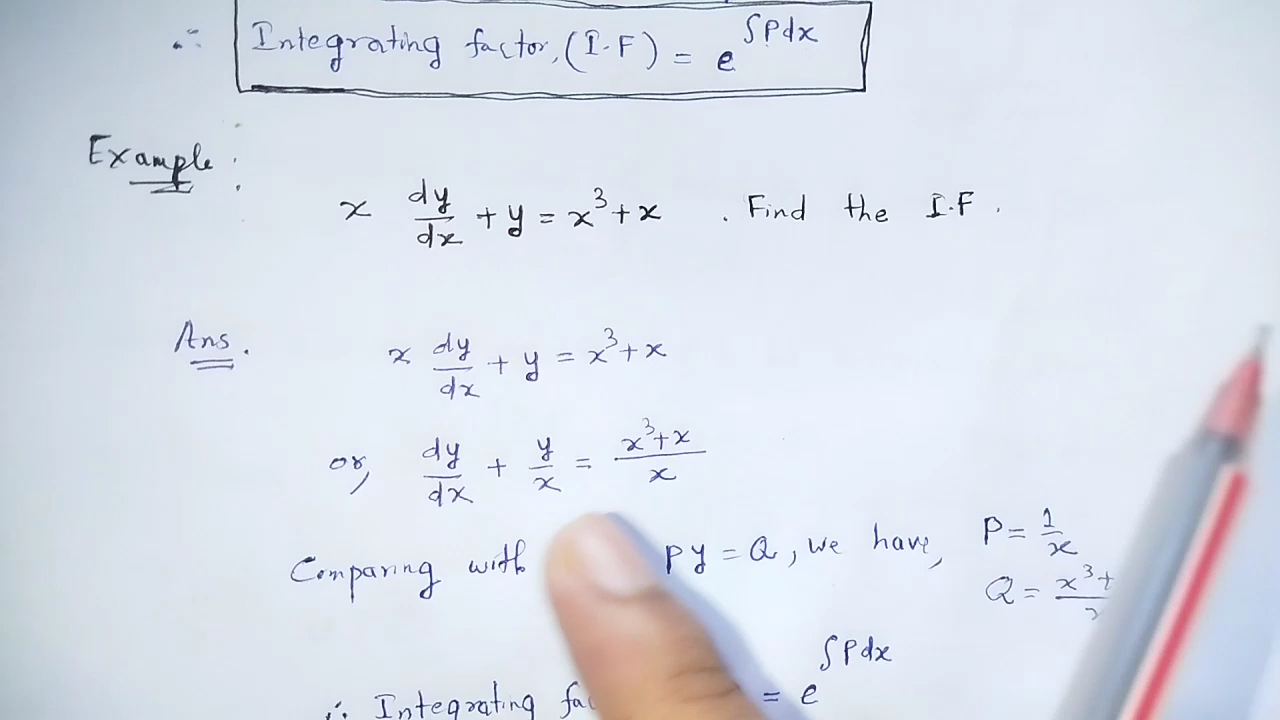 ∴ Integrating factor, (I.F) = e^∫Pdx
Example:
x dy/dx + y = x³ + x . Find the I.F.
Ans. x dy/dx + y = x³ + x
or, dy/dx + y/x = (x³ + x)/x
Comparing with Py = Q, we have, P = 1/x
Q = x³ +
∴ Integrating = e^∫Pdx